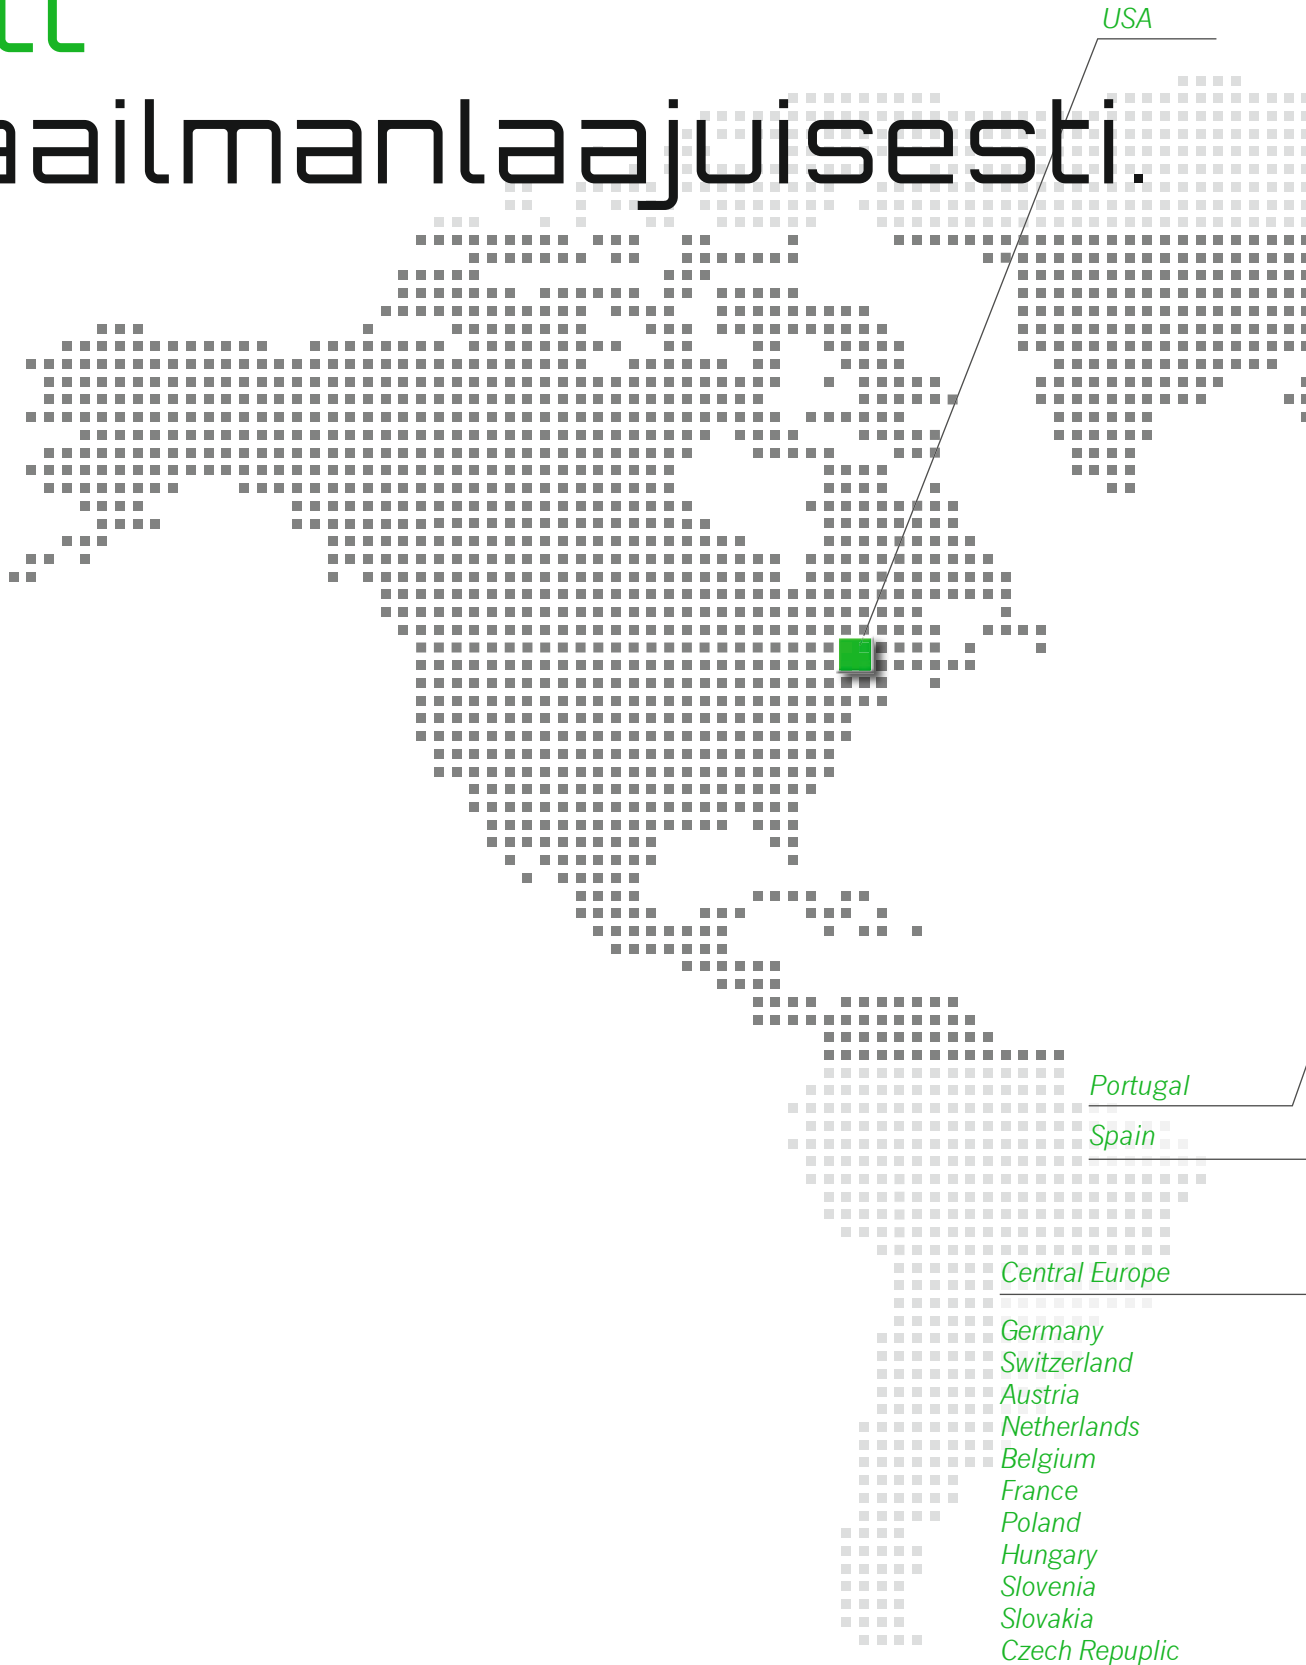 USA
aailmanlaajuisesti.
Portugal
Spain
Central Europe
Germany
Switzerland
Austria
Netherlands
Belgium
France
Poland
Hungary
Slovenia
Slovakia
Czech Repuplic